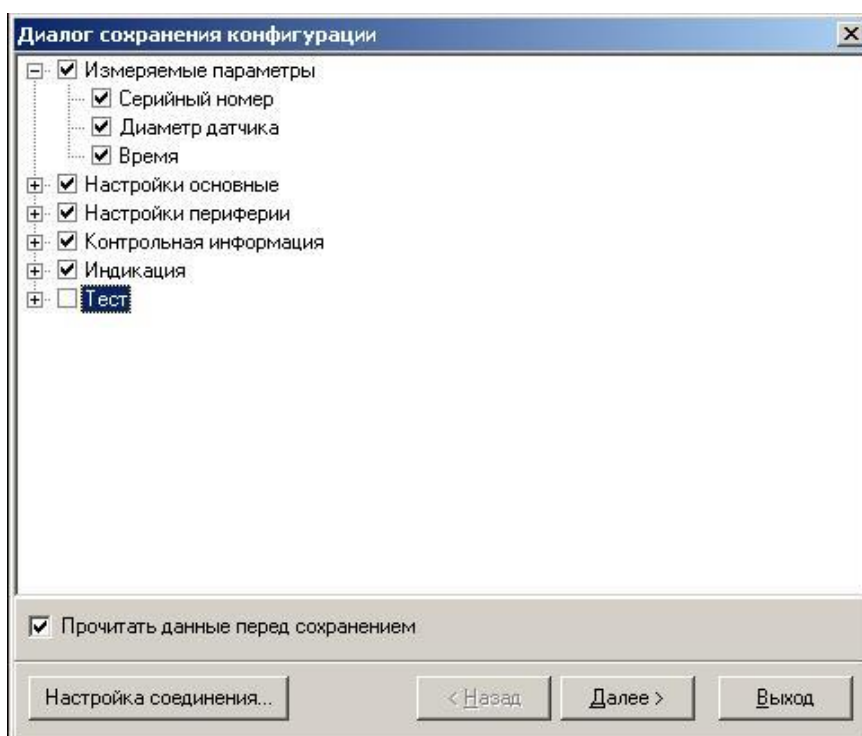 Диалог сохранения конфигурации
Измеряемые параметры
Серийный номер
Диаметр датчика
Время
Настройки основные
Настройки периферии
Контрольная информация
Индикация
Тест
Прочитать данные перед сохранением
Настройка соединения... < Назад Далее > Выход